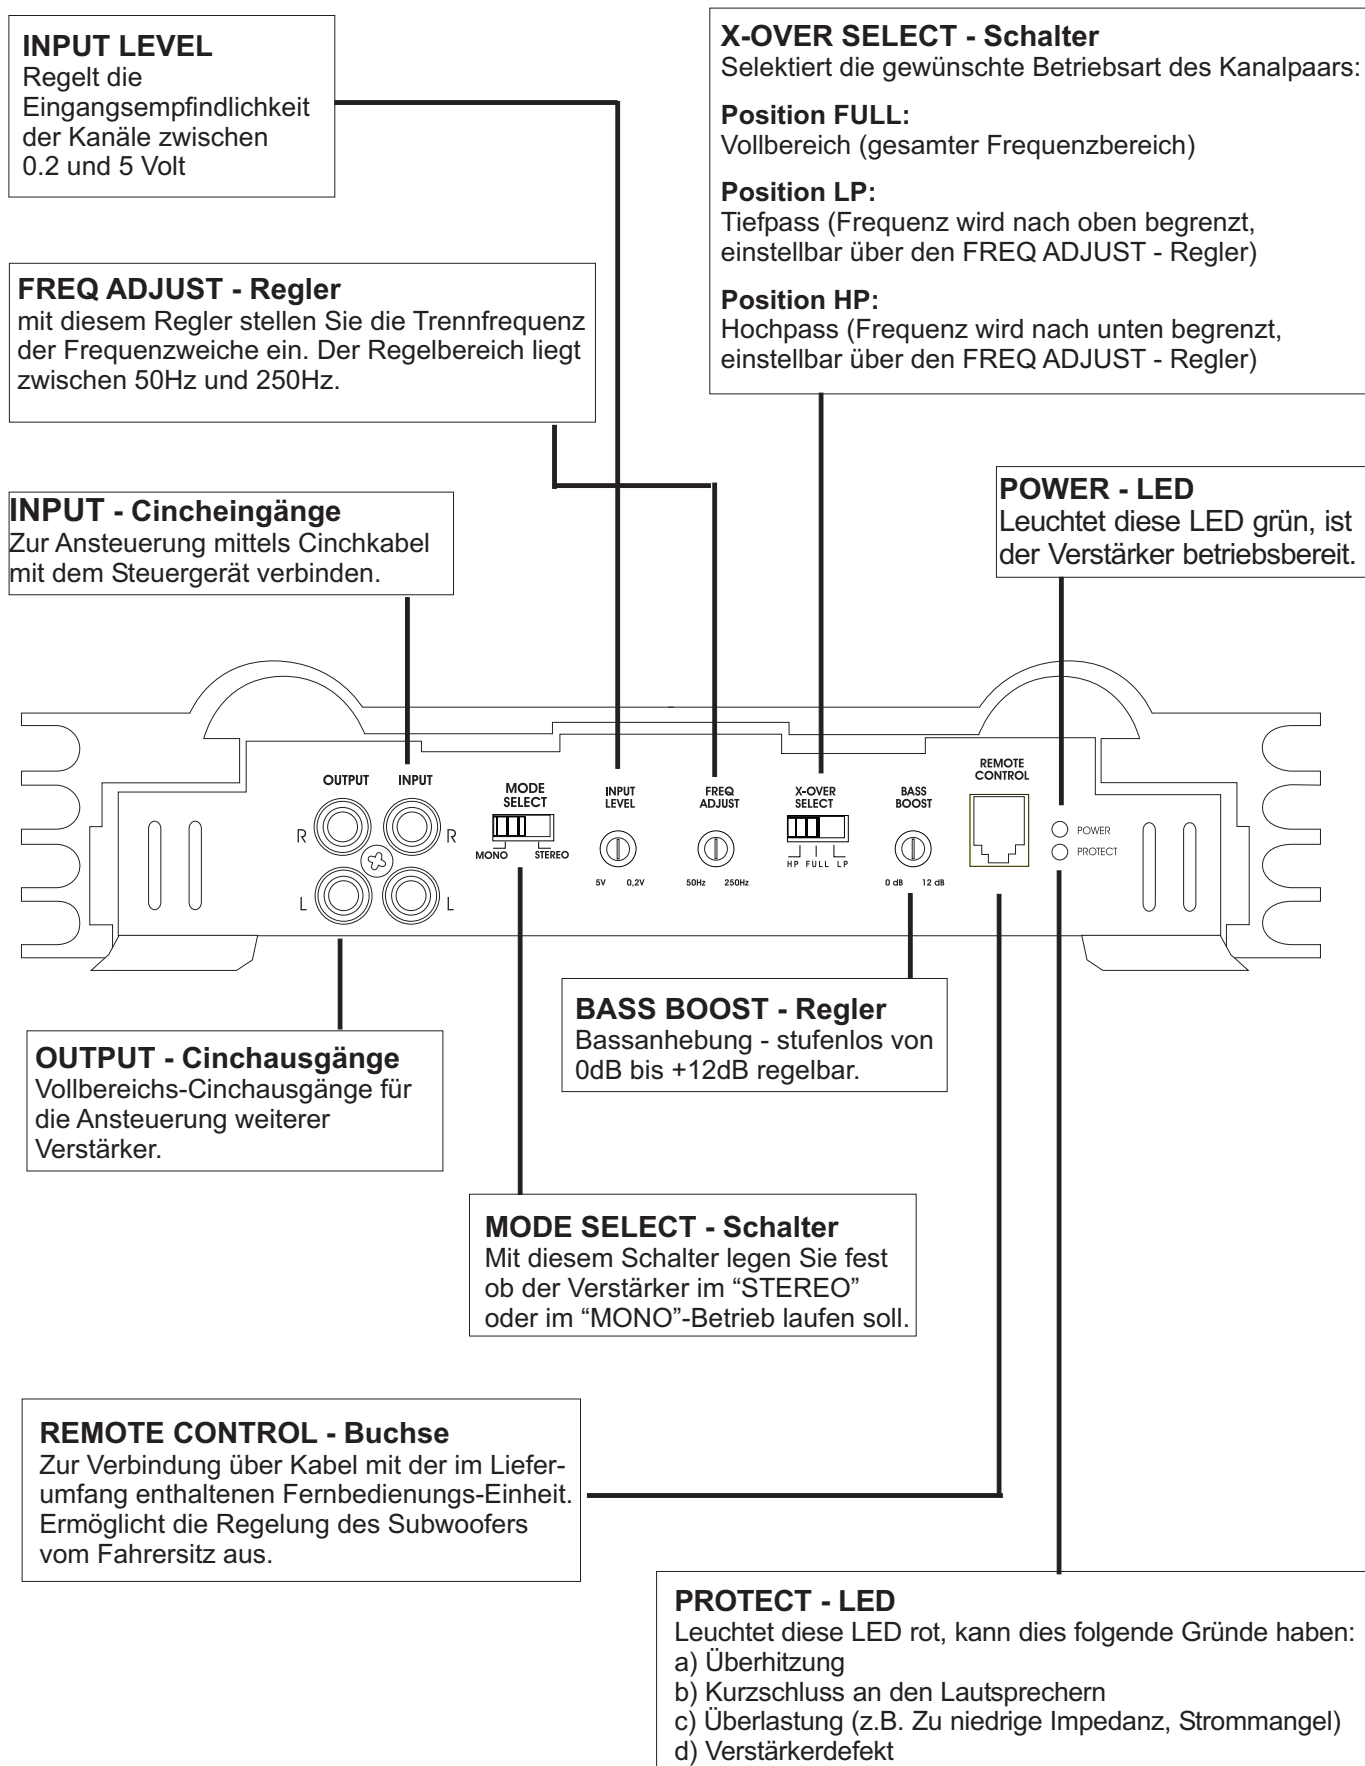 INPUT LEVEL
Regelt die
Eingangsempfindlichkeit
der Kanäle zwischen
0.2 und 5 Volt
X-OVER SELECT - Schalter
Selektiert die gewünschte Betriebsart des Kanalpaars:
Position FULL:
Vollbereich (gesamter Frequenzbereich)
Position LP:
Tiefpass (Frequenz wird nach oben begrenzt,
einstellbar über den FREQ ADJUST - Regler)
Position HP:
Hochpass (Frequenz wird nach unten begrenzt,
einstellbar über den FREQ ADJUST - Regler)
FREQ ADJUST - Regler
mit diesem Regler stellen Sie die Trennfrequenz
der Frequenzweiche ein. Der Regelbereich liegt
zwischen 50Hz und 250Hz.
INPUT - Cincheingänge
Zur Ansteuerung mittels Cinchkabel
mit dem Steuergerät verbinden.
POWER - LED
Leuchtet diese LED grün, ist
der Verstärker betriebsbereit.
OUTPUT INPUT
R R
L L
MODE
SELECT
MONO STEREO
INPUT
LEVEL
5V 0,2V
FREQ
ADJUST
50Hz 250Hz
X-OVER
SELECT
HP FULL LP
BASS
BOOST
0 dB 12 dB
REMOTE
CONTROL
POWER
PROTECT
BASS BOOST - Regler
Bassanhebung - stufenlos von
0dB bis +12dB regelbar.
OUTPUT - Cinchausgänge
Vollbereichs-Cinchausgänge für
die Ansteuerung weiterer
Verstärker.
MODE SELECT - Schalter
Mit diesem Schalter legen Sie fest
ob der Verstärker im “STEREO”
oder im “MONO”-Betrieb laufen soll.
REMOTE CONTROL - Buchse
Zur Verbindung über Kabel mit der im Liefer-
umfang enthaltenen Fernbedienungs-Einheit.
Ermöglicht die Regelung des Subwoofers
vom Fahrersitz aus.
PROTECT - LED
Leuchtet diese LED rot, kann dies folgende Gründe haben:
a) Überhitzung
b) Kurzschluss an den Lautsprechern
c) Überlastung (z.B. Zu niedrige Impedanz, Strommangel)
d) Verstärkerdefekt